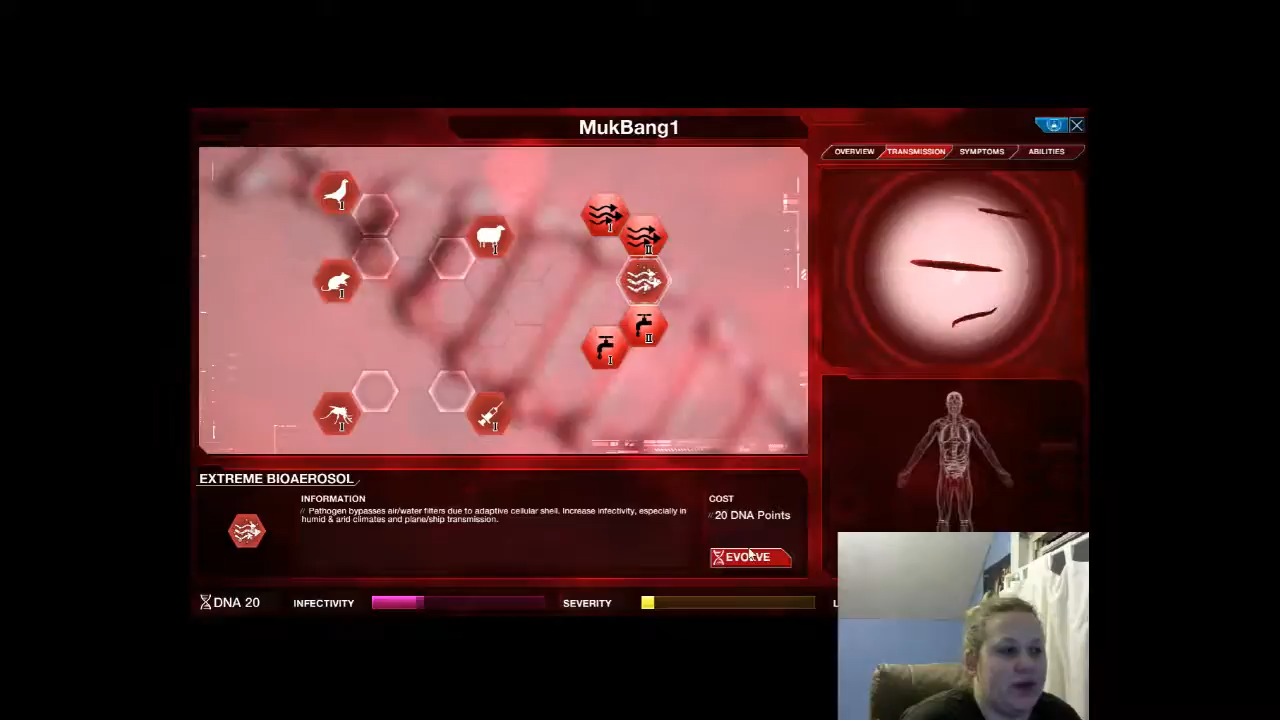 MukBang1
OVERVIEW
TRANSMISSION
SYMPTOMS
ABILITIES
I
I
I
II
I
II
I
I
I
EXTREME BIOAEROSOL
INFORMATION
// Pathogen bypasses air/water filters due to adaptive cellular shell. Increase infectivity, especially in
humid & arid climates and plane/ship transmission.
COST
// 20 DNA Points
EVOLVE
DNA 20
INFECTIVITY
SEVERITY
L